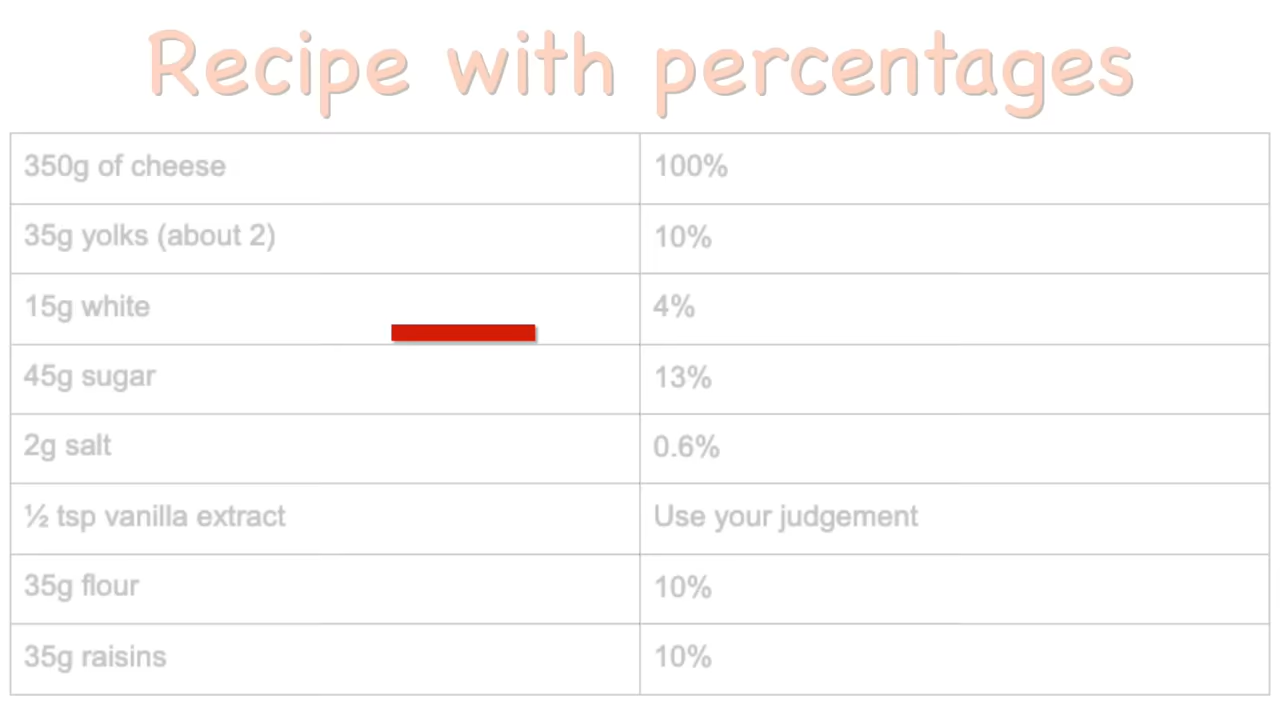 Recipe with percentages
350g of cheese 100%
35g yolks (about 2) 10%
15g white 4%
45g sugar 13%
2g salt 0.6%
½ tsp vanilla extract Use your judgement
35g flour 10%
35g raisins 10%